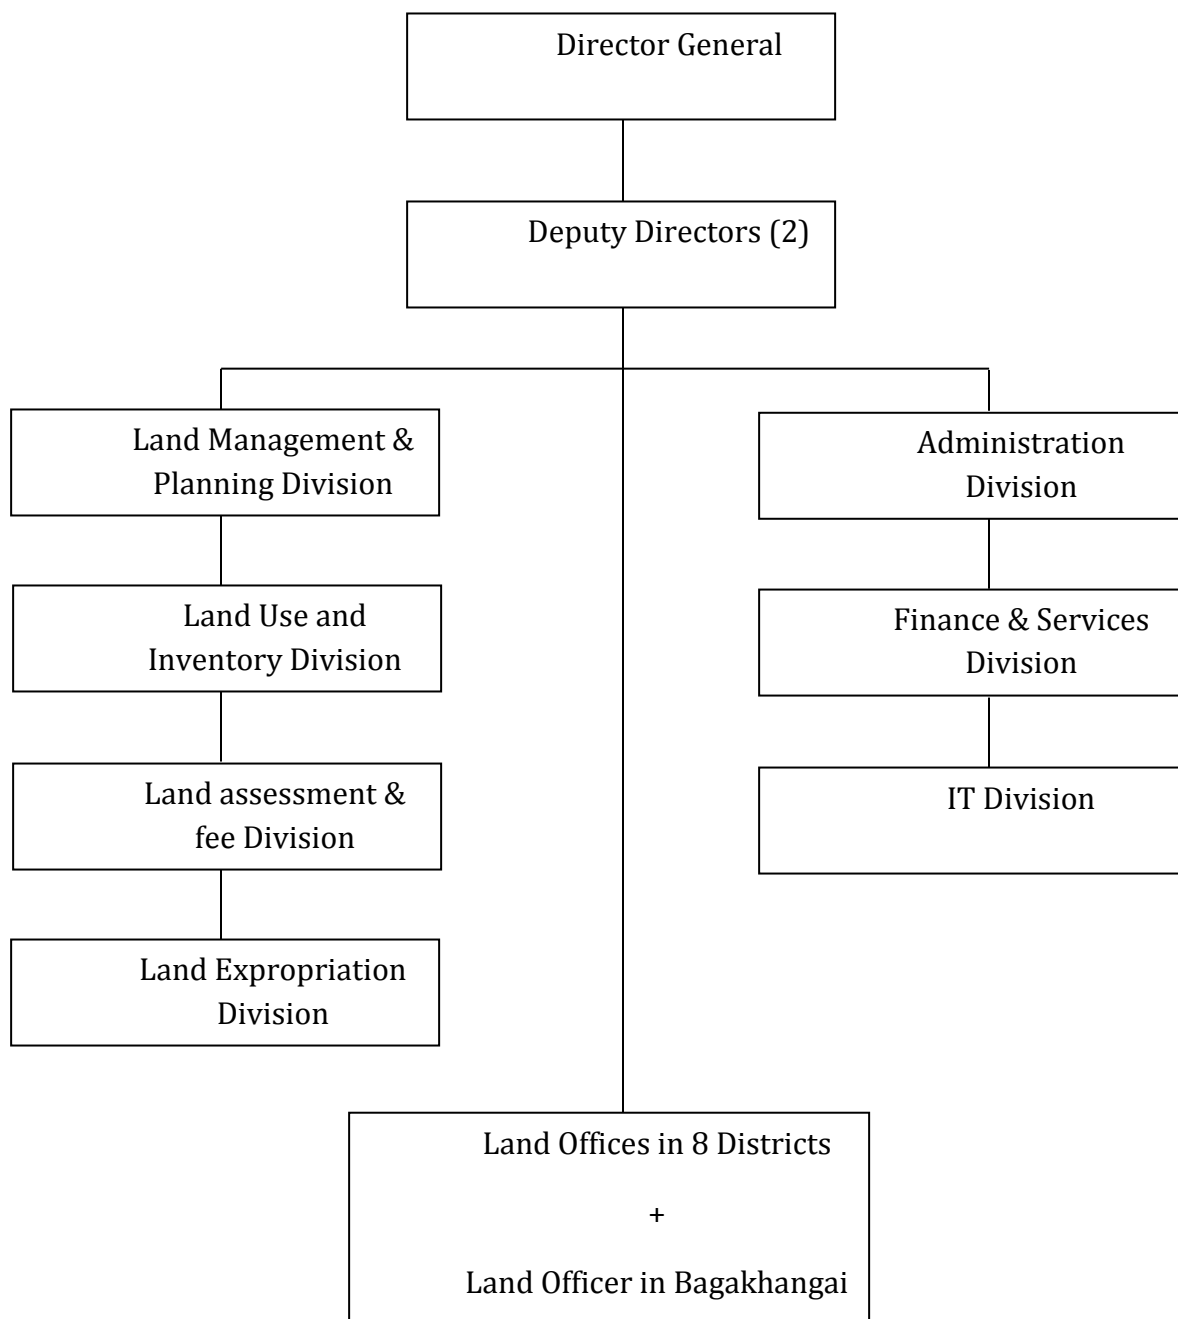 Director General
Deputy Directors (2)
Land Management &
Planning Division
Land Use and
Inventory Division
Land assessment &
fee Division
Land Expropriation
Division
Administration
Division
Finance & Services
Division
IT Division
Land Offices in 8 Districts
+
Land Officer in Bagakhangai